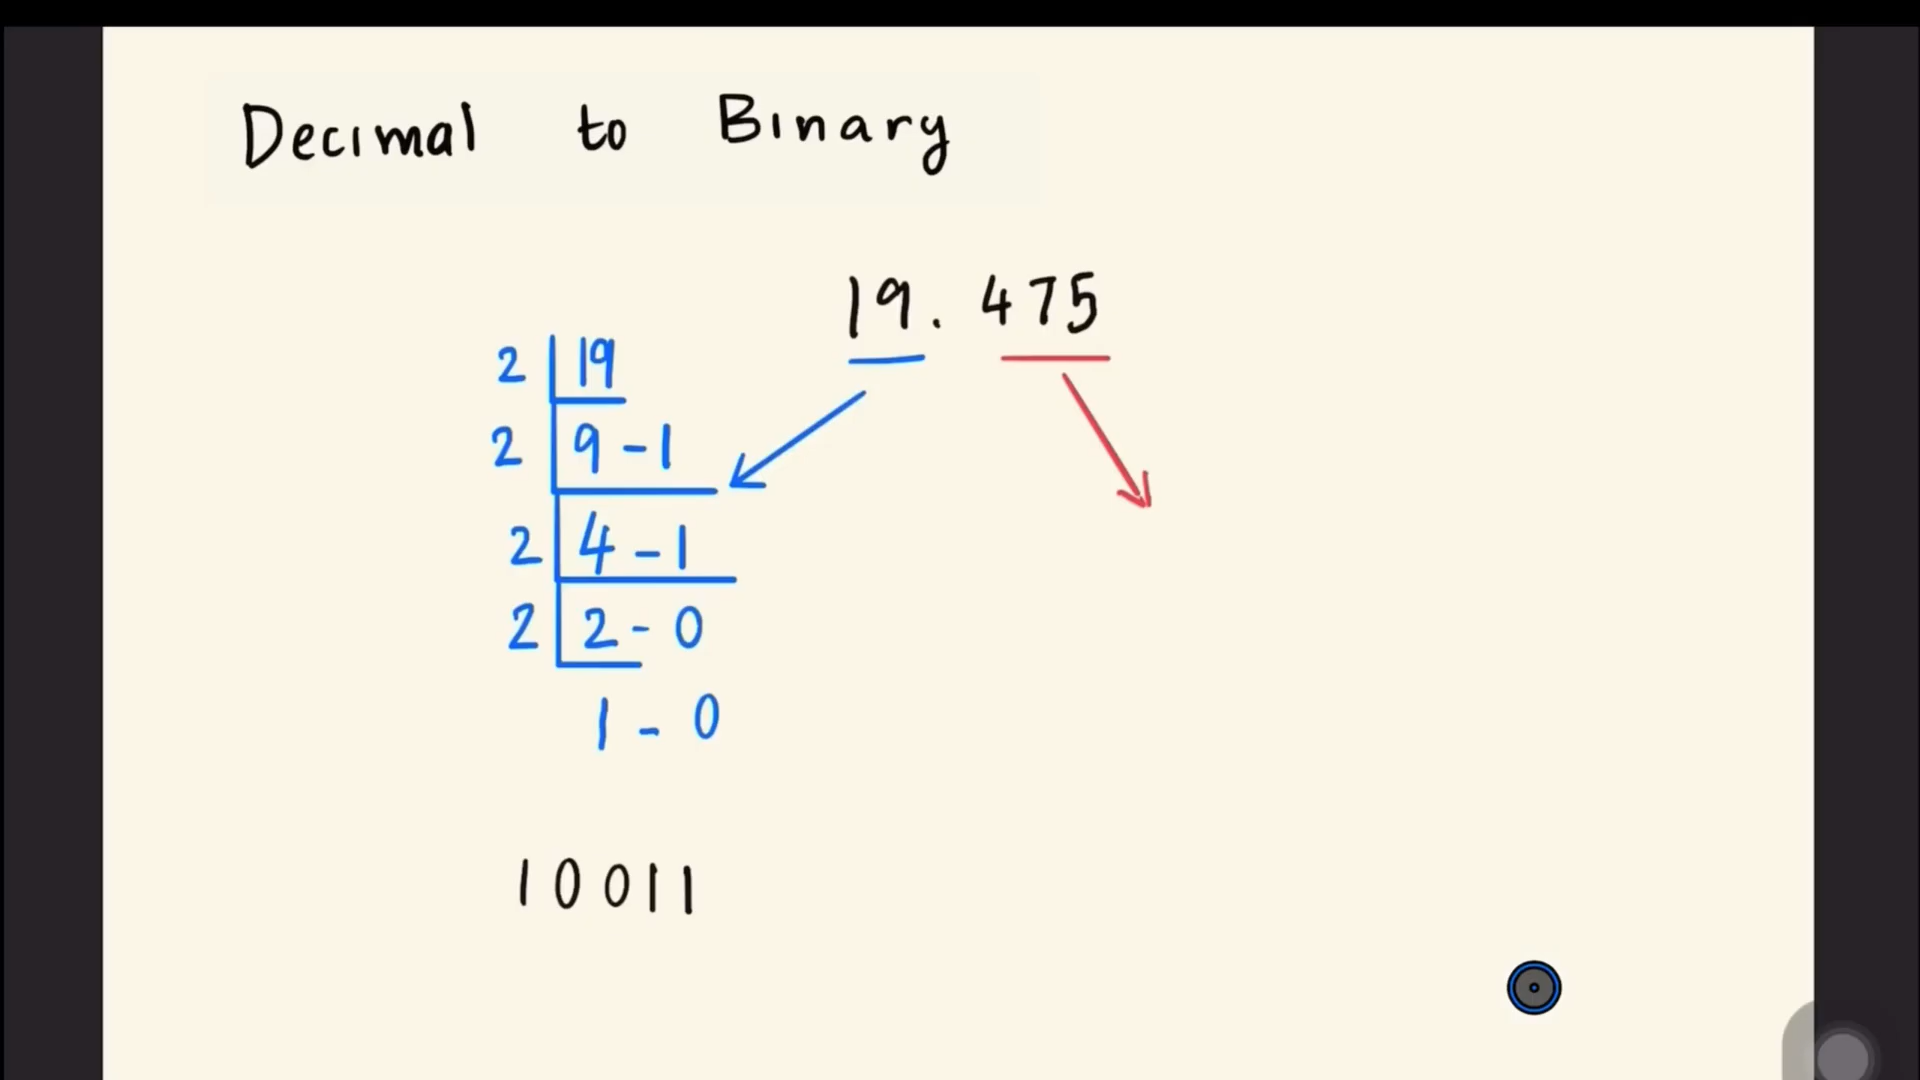 Decimal to Binary
19.475
2 19
2 9 - 1
2 4 - 1
2 2 - 0
1 - 0
10011